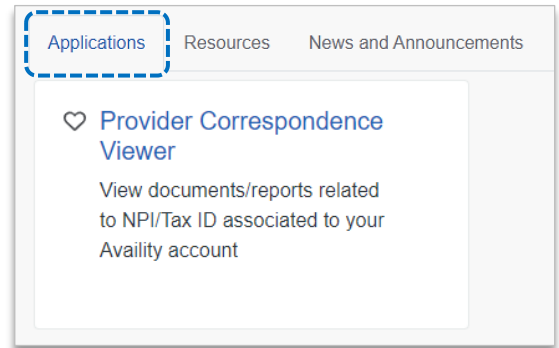 Applications Resources News and Announcements
Provider Correspondence
Viewer
View documents/reports related
to NPI/Tax ID associated to your
Availity account